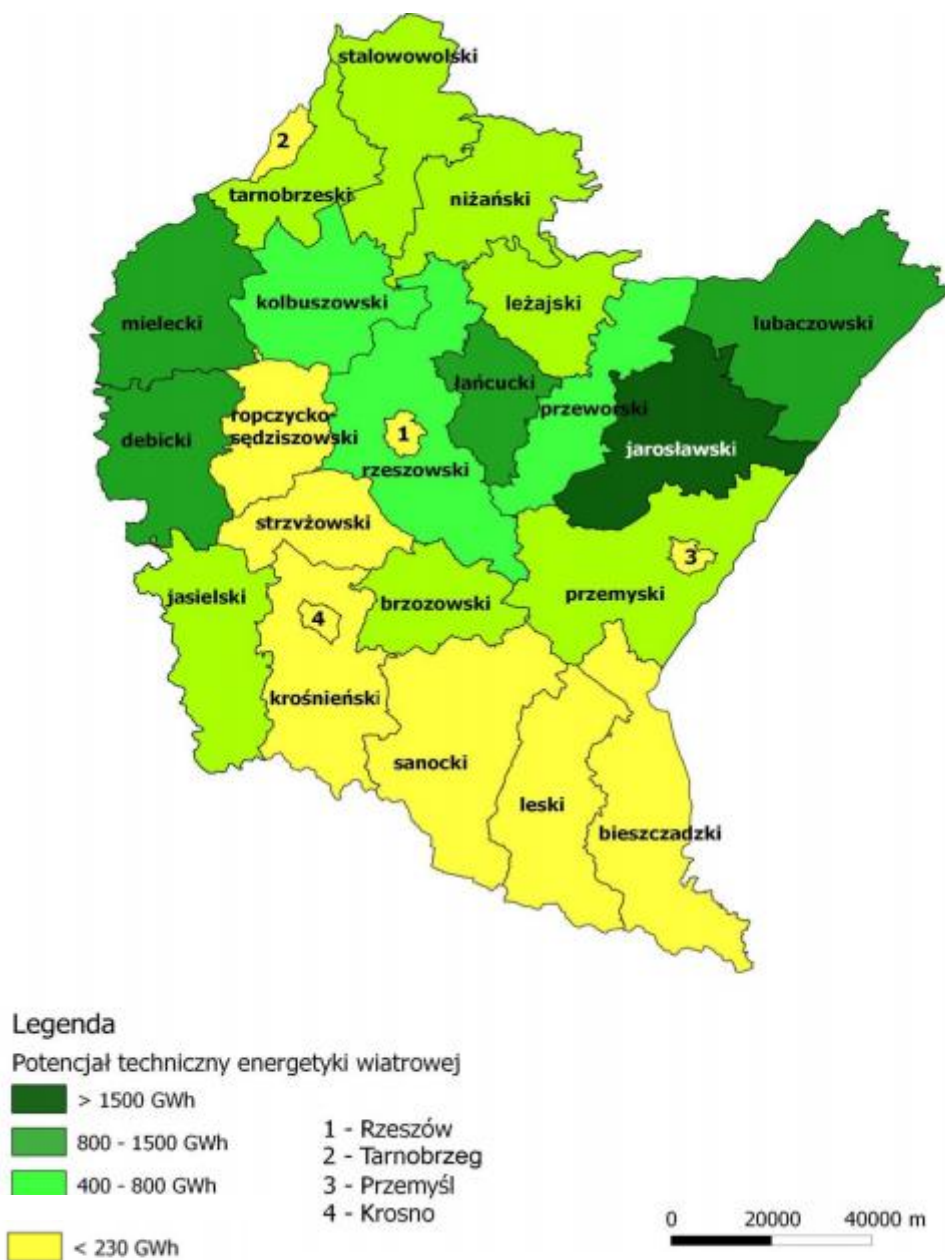 stalowowolski
2
tarnobrzeski
niżański
kolbuszowski
leżajski
mielecki
lubaczowski
łańcucki
ropczycko-
sędziszowski
przeworski
debicki
1
jarosławski
rzeszowski
strzyżowski
3
jasielski
brzozowski
przemyski
4
krośnieński
sanocki
leski
bieszczadzki
Legenda
Potencjał techniczny energetyki wiatrowej
> 1500 GWh
800 - 1500 GWh
400 - 800 GWh
< 230 GWh
1 - Rzeszów
2 - Tarnobrzeg
3 - Przemyśl
4 - Krosno
0 20000 40000 m